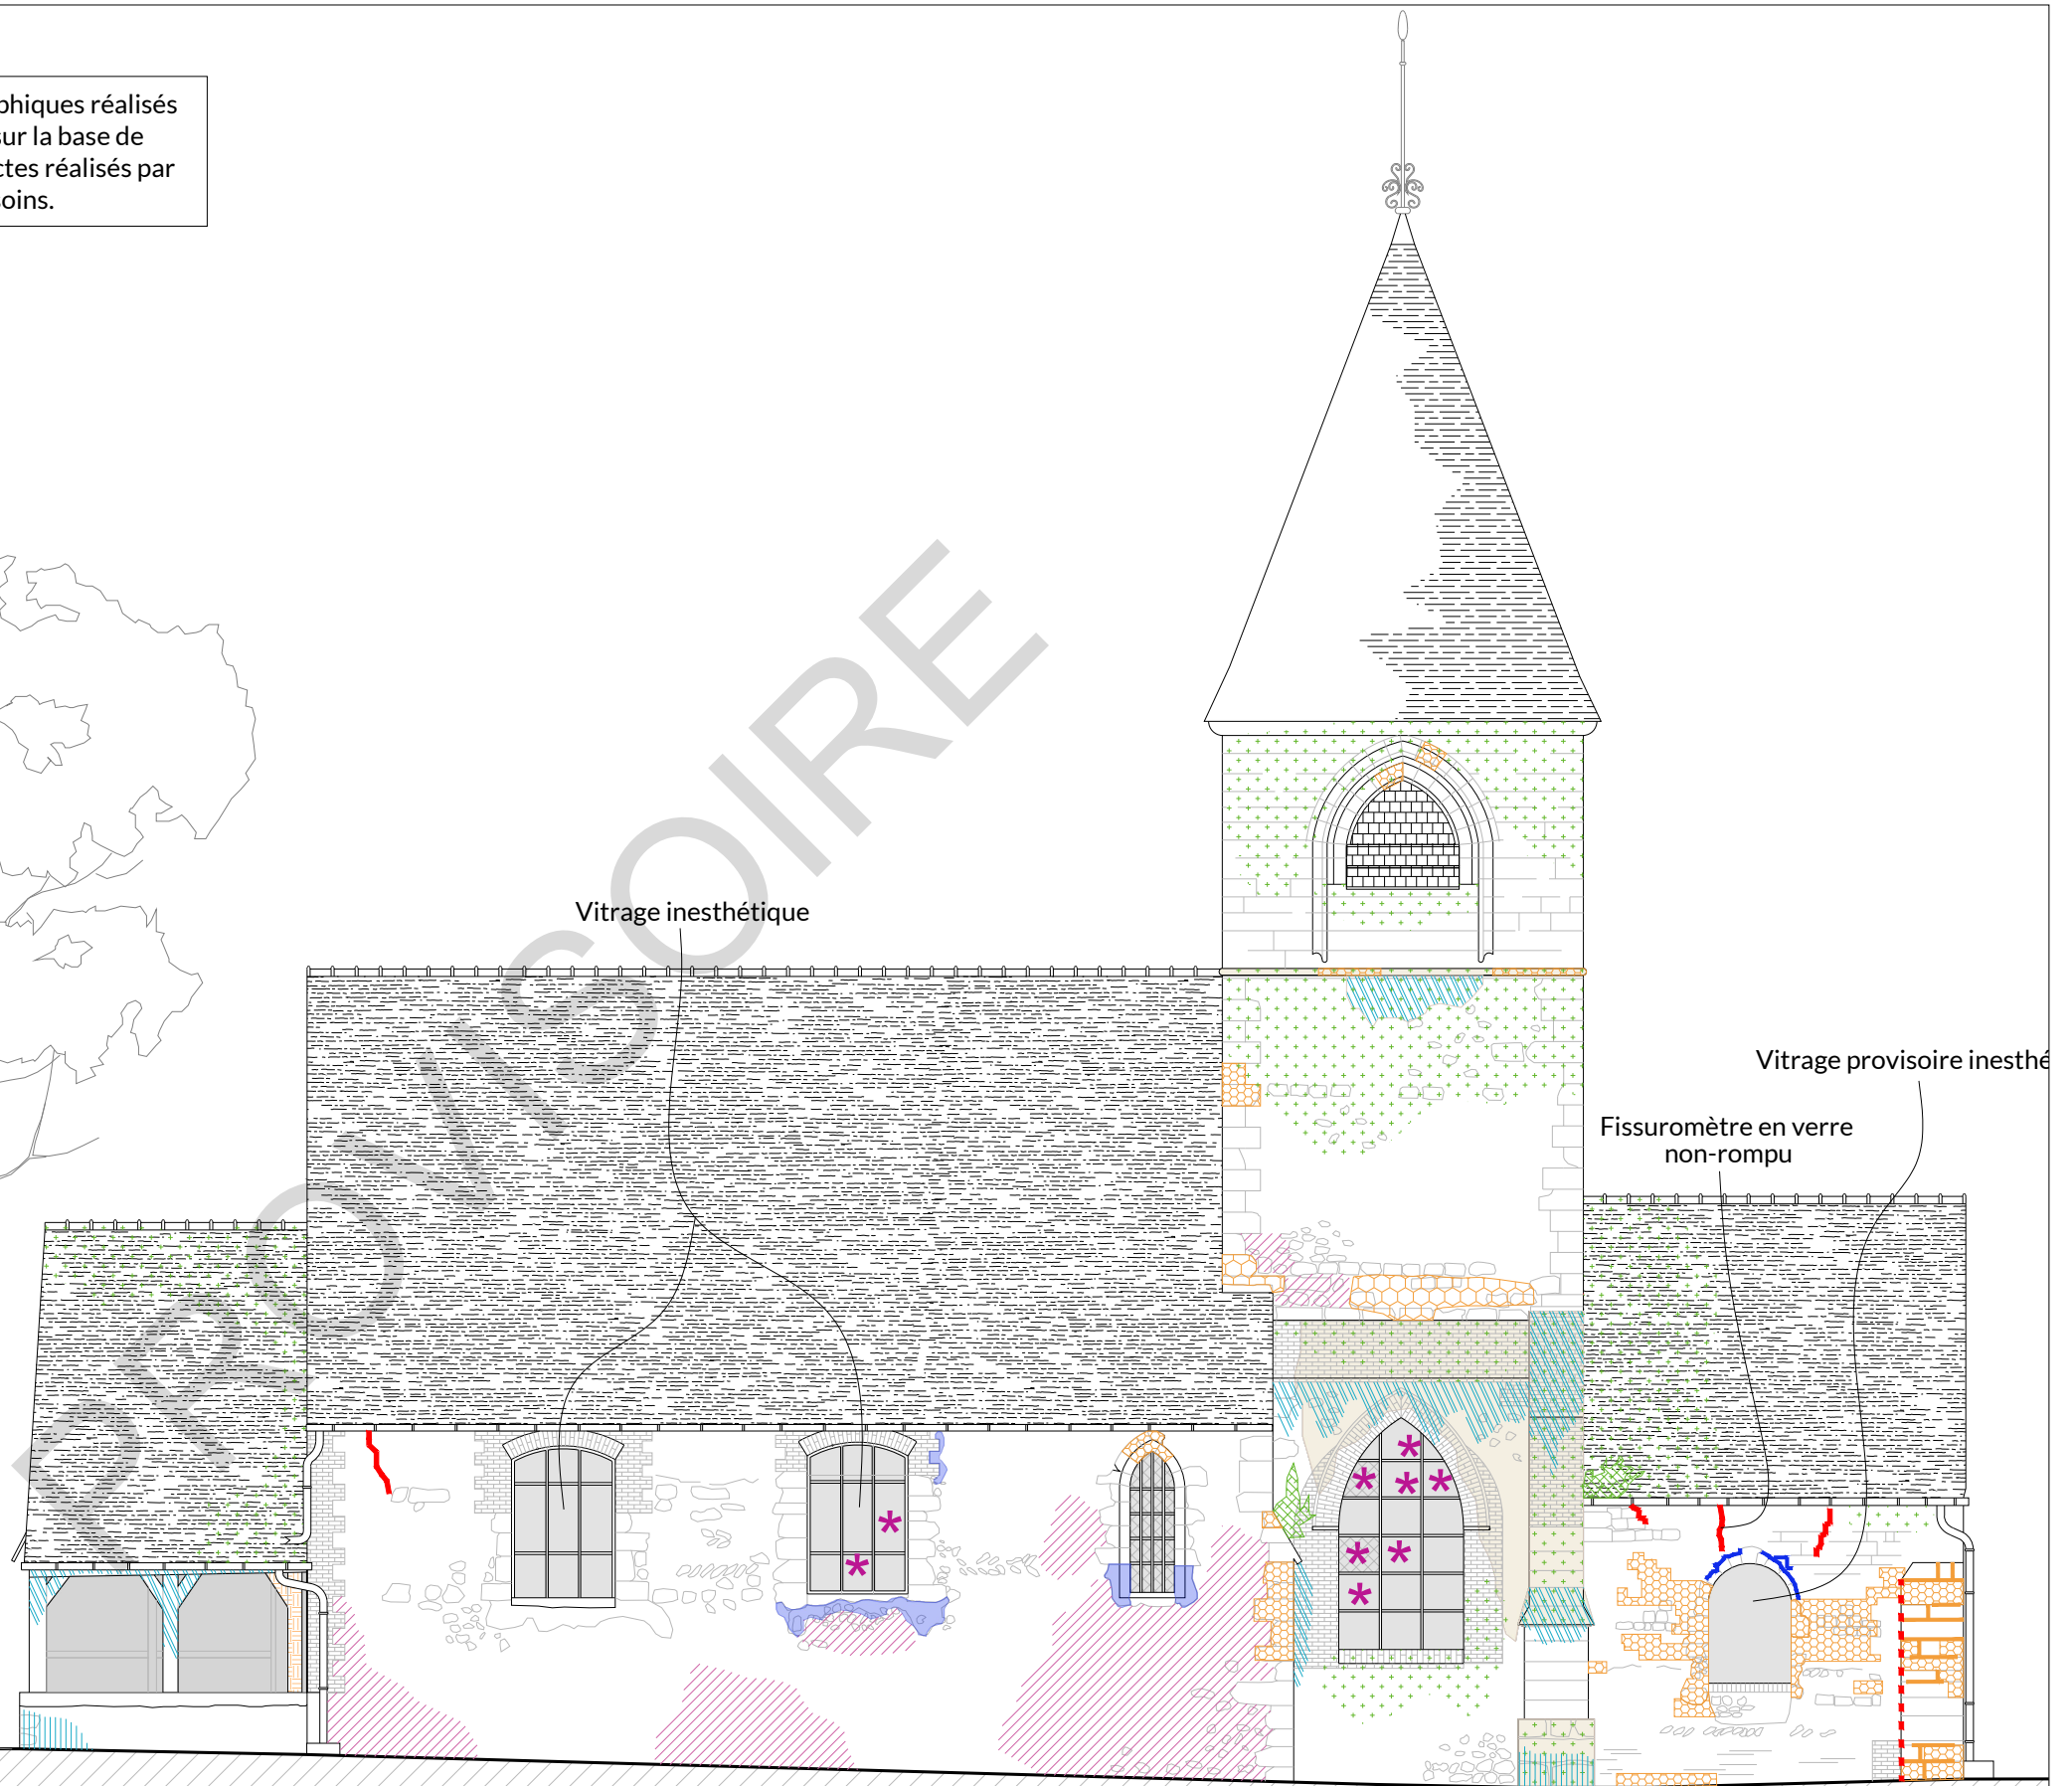 phiques réalisés
sur la base de
ctes réalisés par
soins.
PROVISOIRE
Vitrage inesthétique
Vitrage provisoire inesthé
Fissuromètre en verre
non-rompu